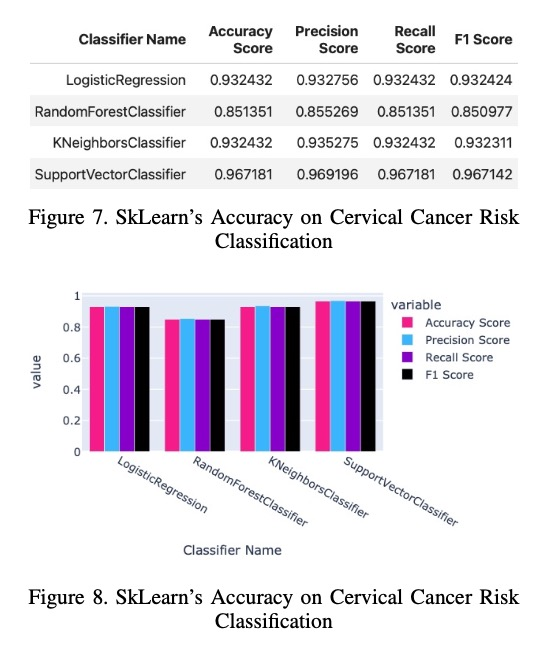 Classifier Name Accuracy Score Precision Score Recall Score F1 Score
LogisticRegression 0.932432 0.932756 0.932432 0.932424
RandomForestClassifier 0.851351 0.855269 0.851351 0.850977
KNeighborsClassifier 0.932432 0.935275 0.932432 0.932311
SupportVectorClassifier 0.967181 0.969196 0.967181 0.967142
Figure 7. SkLearn's Accuracy on Cervical Cancer Risk
Classification
1
0.8
0.6
0.4
0.2
0
value
variable
Accuracy Score
Precision Score
Recall Score
F1 Score
LogisticRegression
RandomForestClassifier
KNeighborsClassifier
SupportVectorClassifier
Classifier Name
Figure 8. SkLearn's Accuracy on Cervical Cancer Risk
Classification